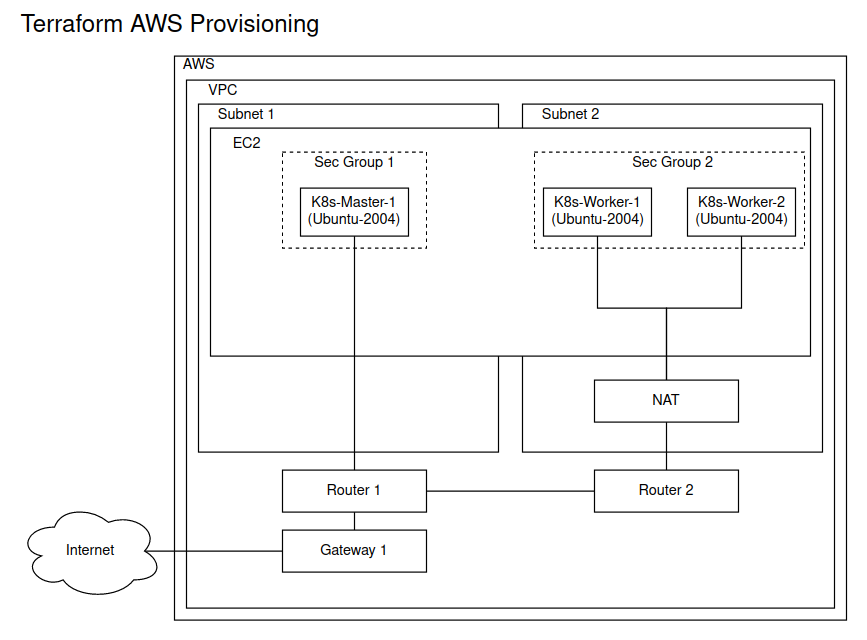 Terraform AWS Provisioning
AWS
VPC
Subnet 1
Subnet 2
EC2
Sec Group 1
Sec Group 2
K8s-Master-1
(Ubuntu-2004)
K8s-Worker-1
(Ubuntu-2004)
K8s-Worker-2
(Ubuntu-2004)
NAT
Router 1
Router 2
Internet
Gateway 1